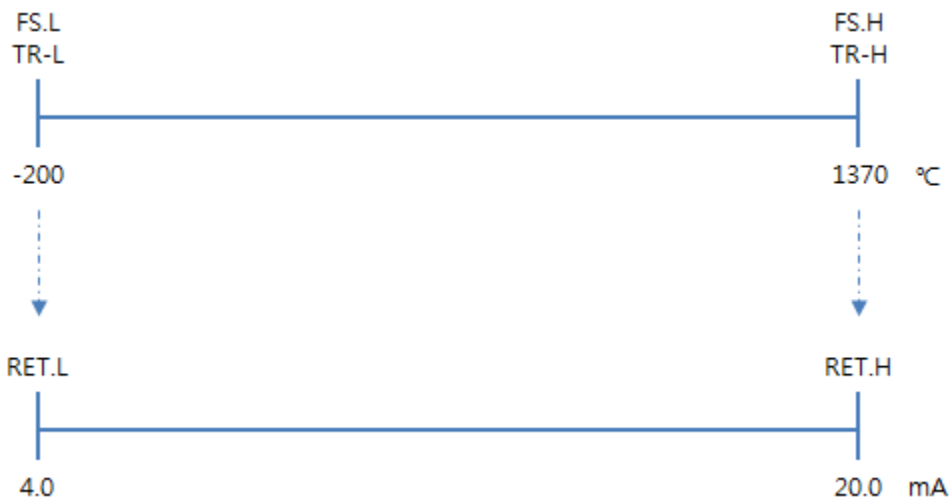 FS.L FS.H
TR-L TR-H
-200 1370 ℃
RET.L RET.H
4.0 20.0 mA